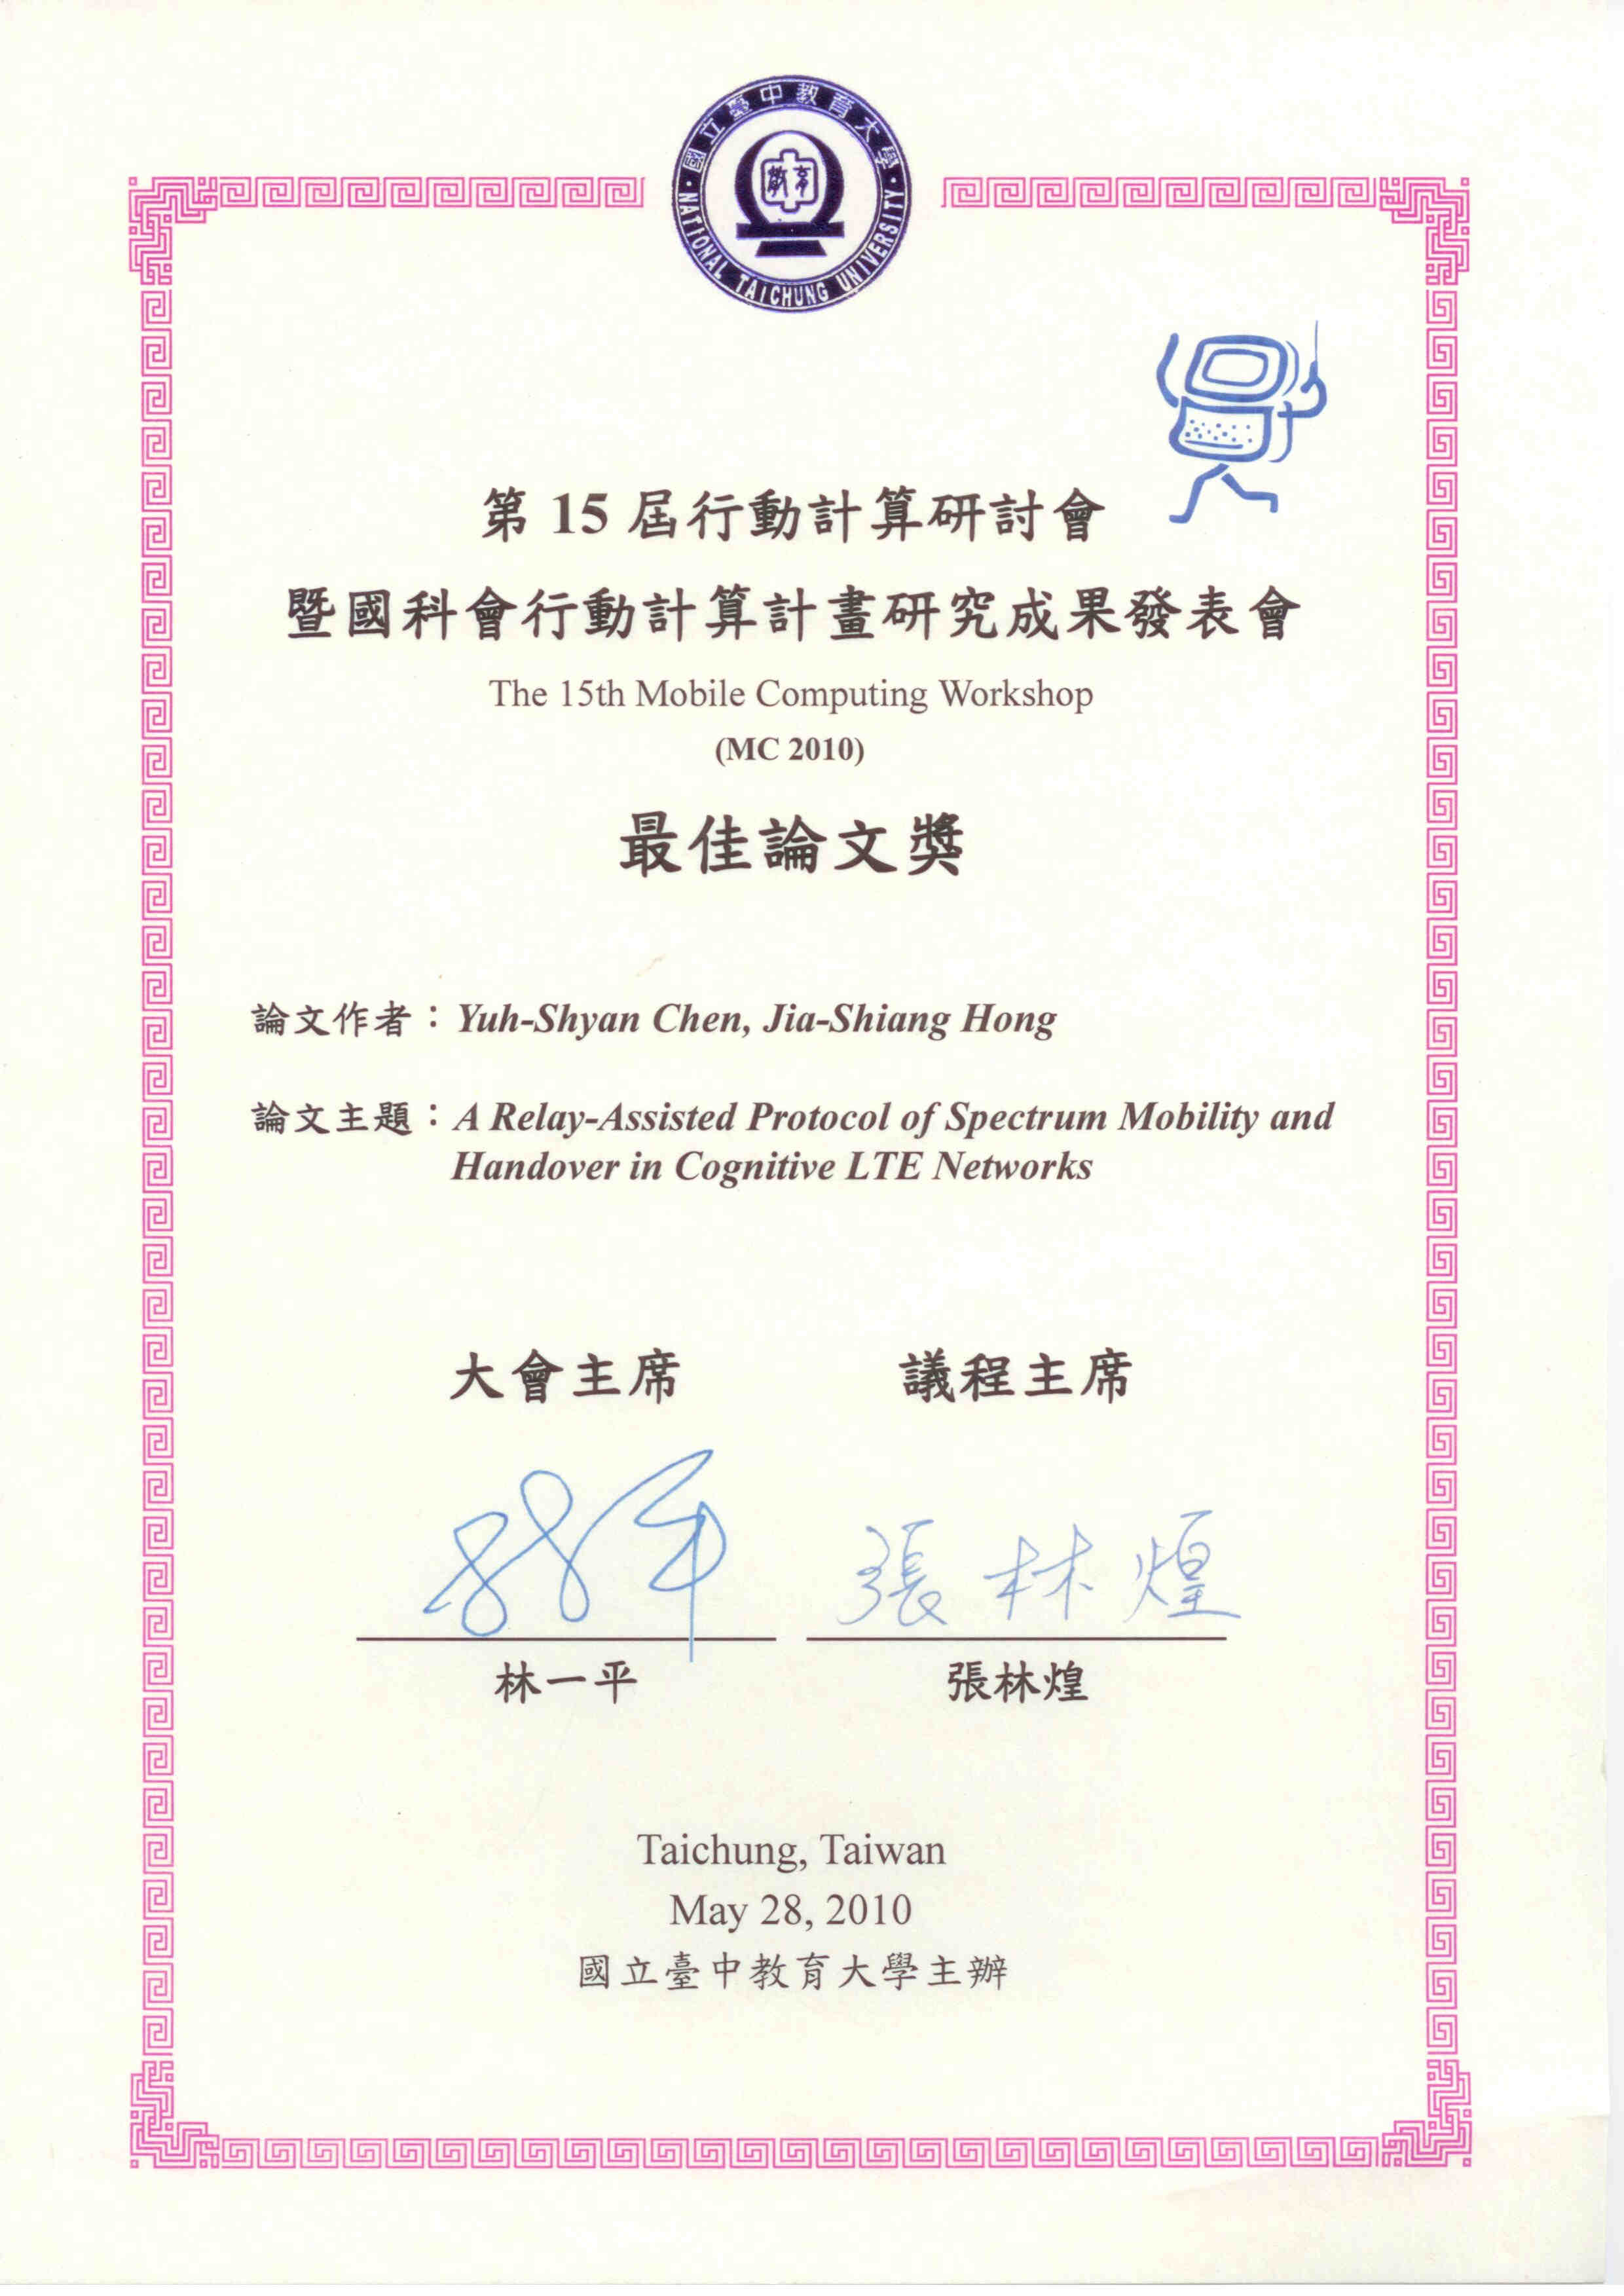 國立臺中教育大學
NATIONAL TAICHUNG UNIVERSITY
教育
第 15 屆行動計算研討會
暨國科會行動計算計畫研究成果發表會
The 15th Mobile Computing Workshop
(MC 2010)
最佳論文獎
論文作者：Yuh-Shyan Chen, Jia-Shiang Hong
論文主題：A Relay-Assisted Protocol of Spectrum Mobility and
Handover in Cognitive LTE Networks
大會主席 議程主席
張林煌
林一平 張林煌
Taichung, Taiwan
May 28, 2010
國立臺中教育大學主辦